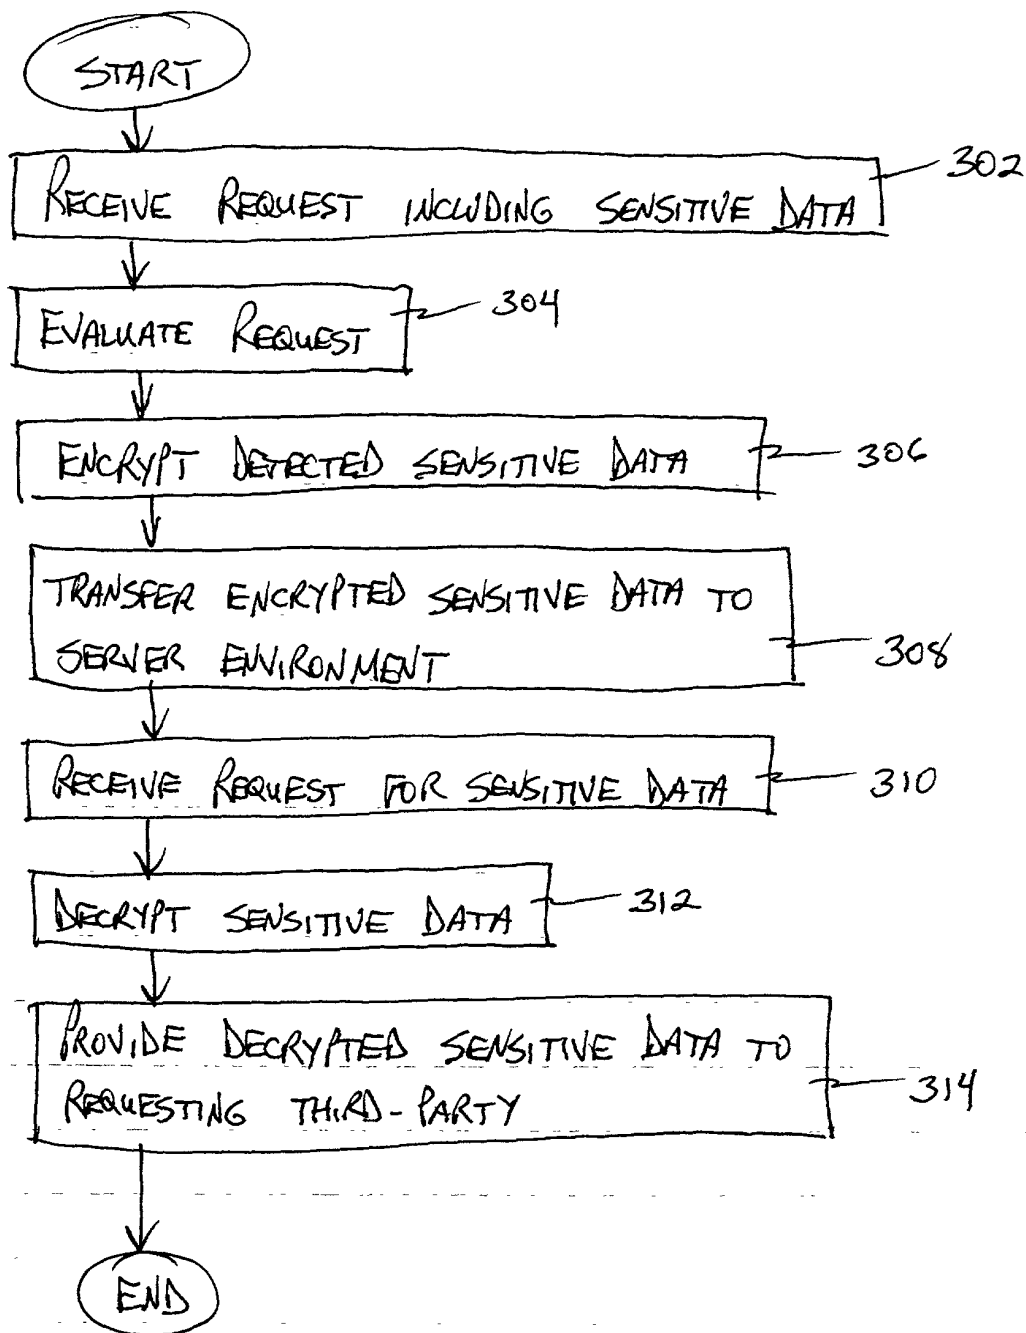 START
RECEIVE REQUEST INCLUDING SENSITIVE DATA
302
EVALUATE REQUEST
304
ENCRYPT DETECTED SENSITIVE DATA
306
TRANSFER ENCRYPTED SENSITIVE DATA TO
SERVER ENVIRONMENT
308
RECEIVE REQUEST FOR SENSITIVE DATA
310
DECRYPT SENSITIVE DATA
312
PROVIDE DECRYPTED SENSITIVE DATA TO
REQUESTING THIRD-PARTY
314
END